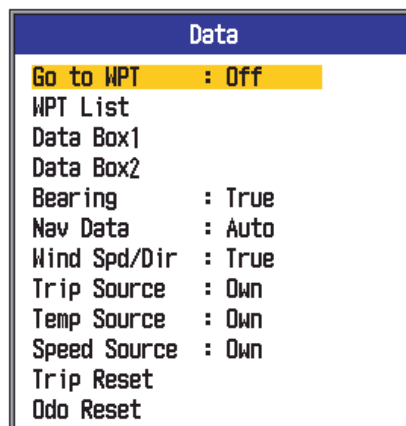 Data
Go to WPT : Off
WPT List
Data Box1
Data Box2
Bearing : True
Nav Data : Auto
Wind Spd/Dir : True
Trip Source : Own
Temp Source : Own
Speed Source : Own
Trip Reset
Odo Reset